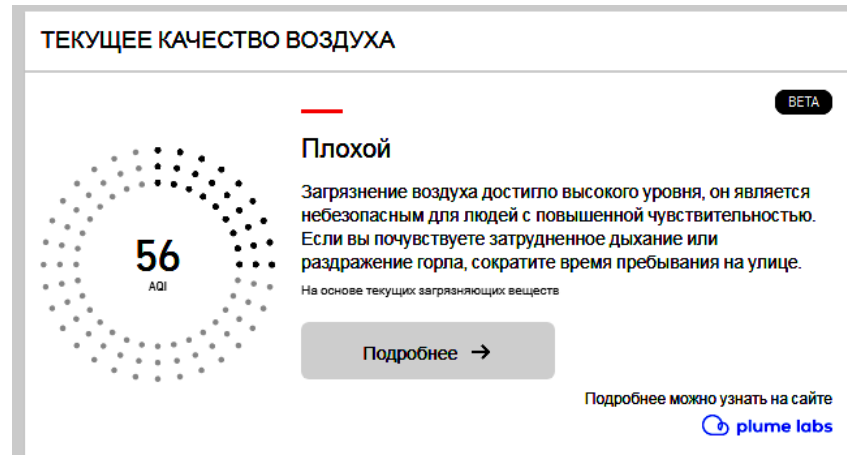 ТЕКУЩЕЕ КАЧЕСТВО ВОЗДУХА
BETA
Плохой
Загрязнение воздуха достигло высокого уровня, он является
небезопасным для людей с повышенной чувствительностью.
Если вы почувствуете затрудненное дыхание или
раздражение горла, сократите время пребывания на улице.
На основе текущих загрязняющих веществ
56
AQI
Подробнее →
Подробнее можно узнать на сайте
plume labs